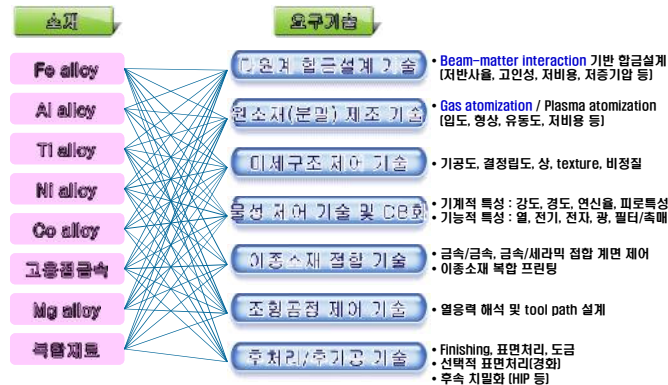 소재
요구기술
Fe alloy
Al alloy
Ti alloy
Ni alloy
Co alloy
고융점금속
Mg alloy
복합재료
다원계 합금설계 기술
• Beam-matter interaction 기반 합금설계
(저반사율, 고인성, 저비용, 저증기압 등)
원소재(분말) 제조 기술
• Gas atomization / Plasma atomization
(입도, 형상, 유동도, 저비용 등)
미세구조 제어 기술
• 기공도, 결정립도, 상, texture, 비정질
물성 제어 기술 및 DB화
• 기계적 특성 : 강도, 경도, 연신율, 피로특성
• 기능적 특성 : 열, 전기, 전자, 광, 필터/촉매
이종소재 접합 기술
• 금속/금속, 금속/세라믹 접합 계면 제어
• 이종소재 복합 프린팅
조형공정 제어 기술
• 열응력 해석 및 tool path 설계
후처리/후가공 기술
• Finishing, 표면처리, 도금
• 선택적 표면처리(경화)
• 후속 치밀화 (HIP 등)